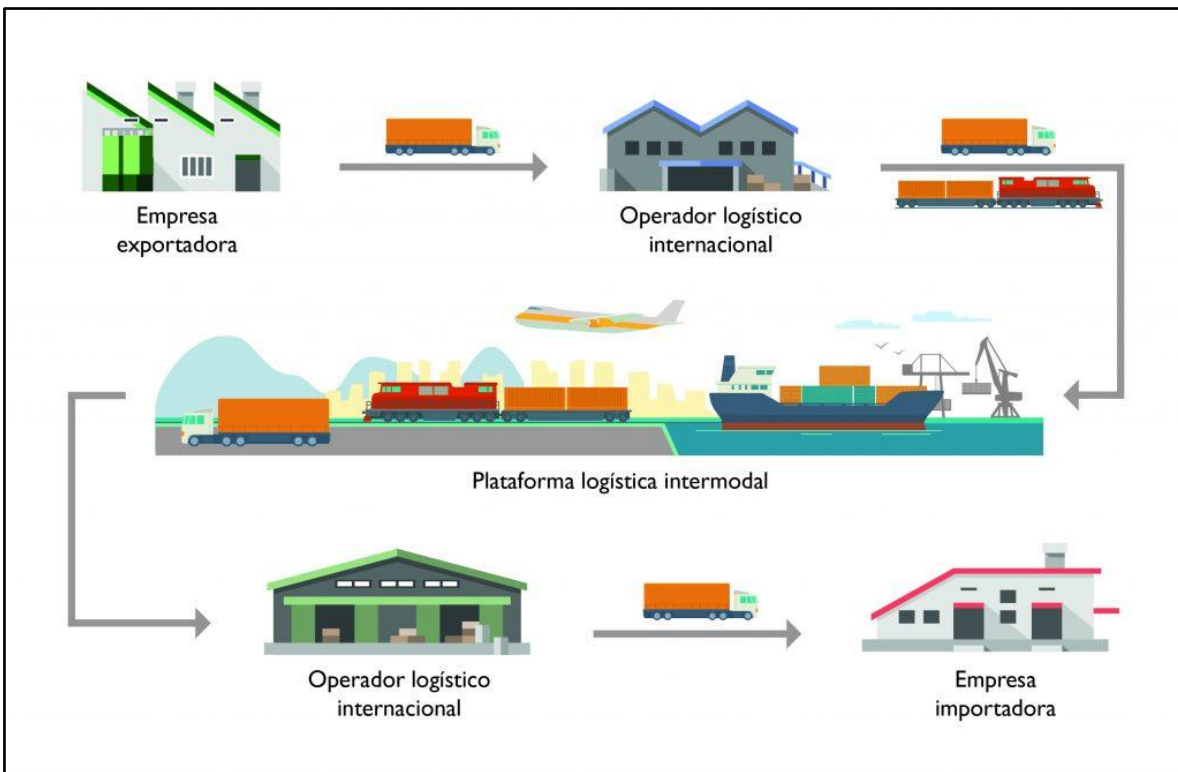 Empresa
exportadora
Operador logístico
internacional
Plataforma logística intermodal
Operador logístico
internacional
Empresa
importadora